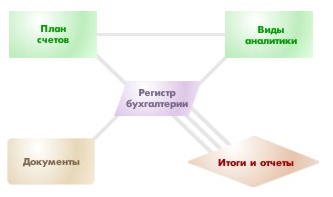 План
счетов
Виды
аналитики
Регистр
бухгалтерии
Документы
Итоги и отчеты